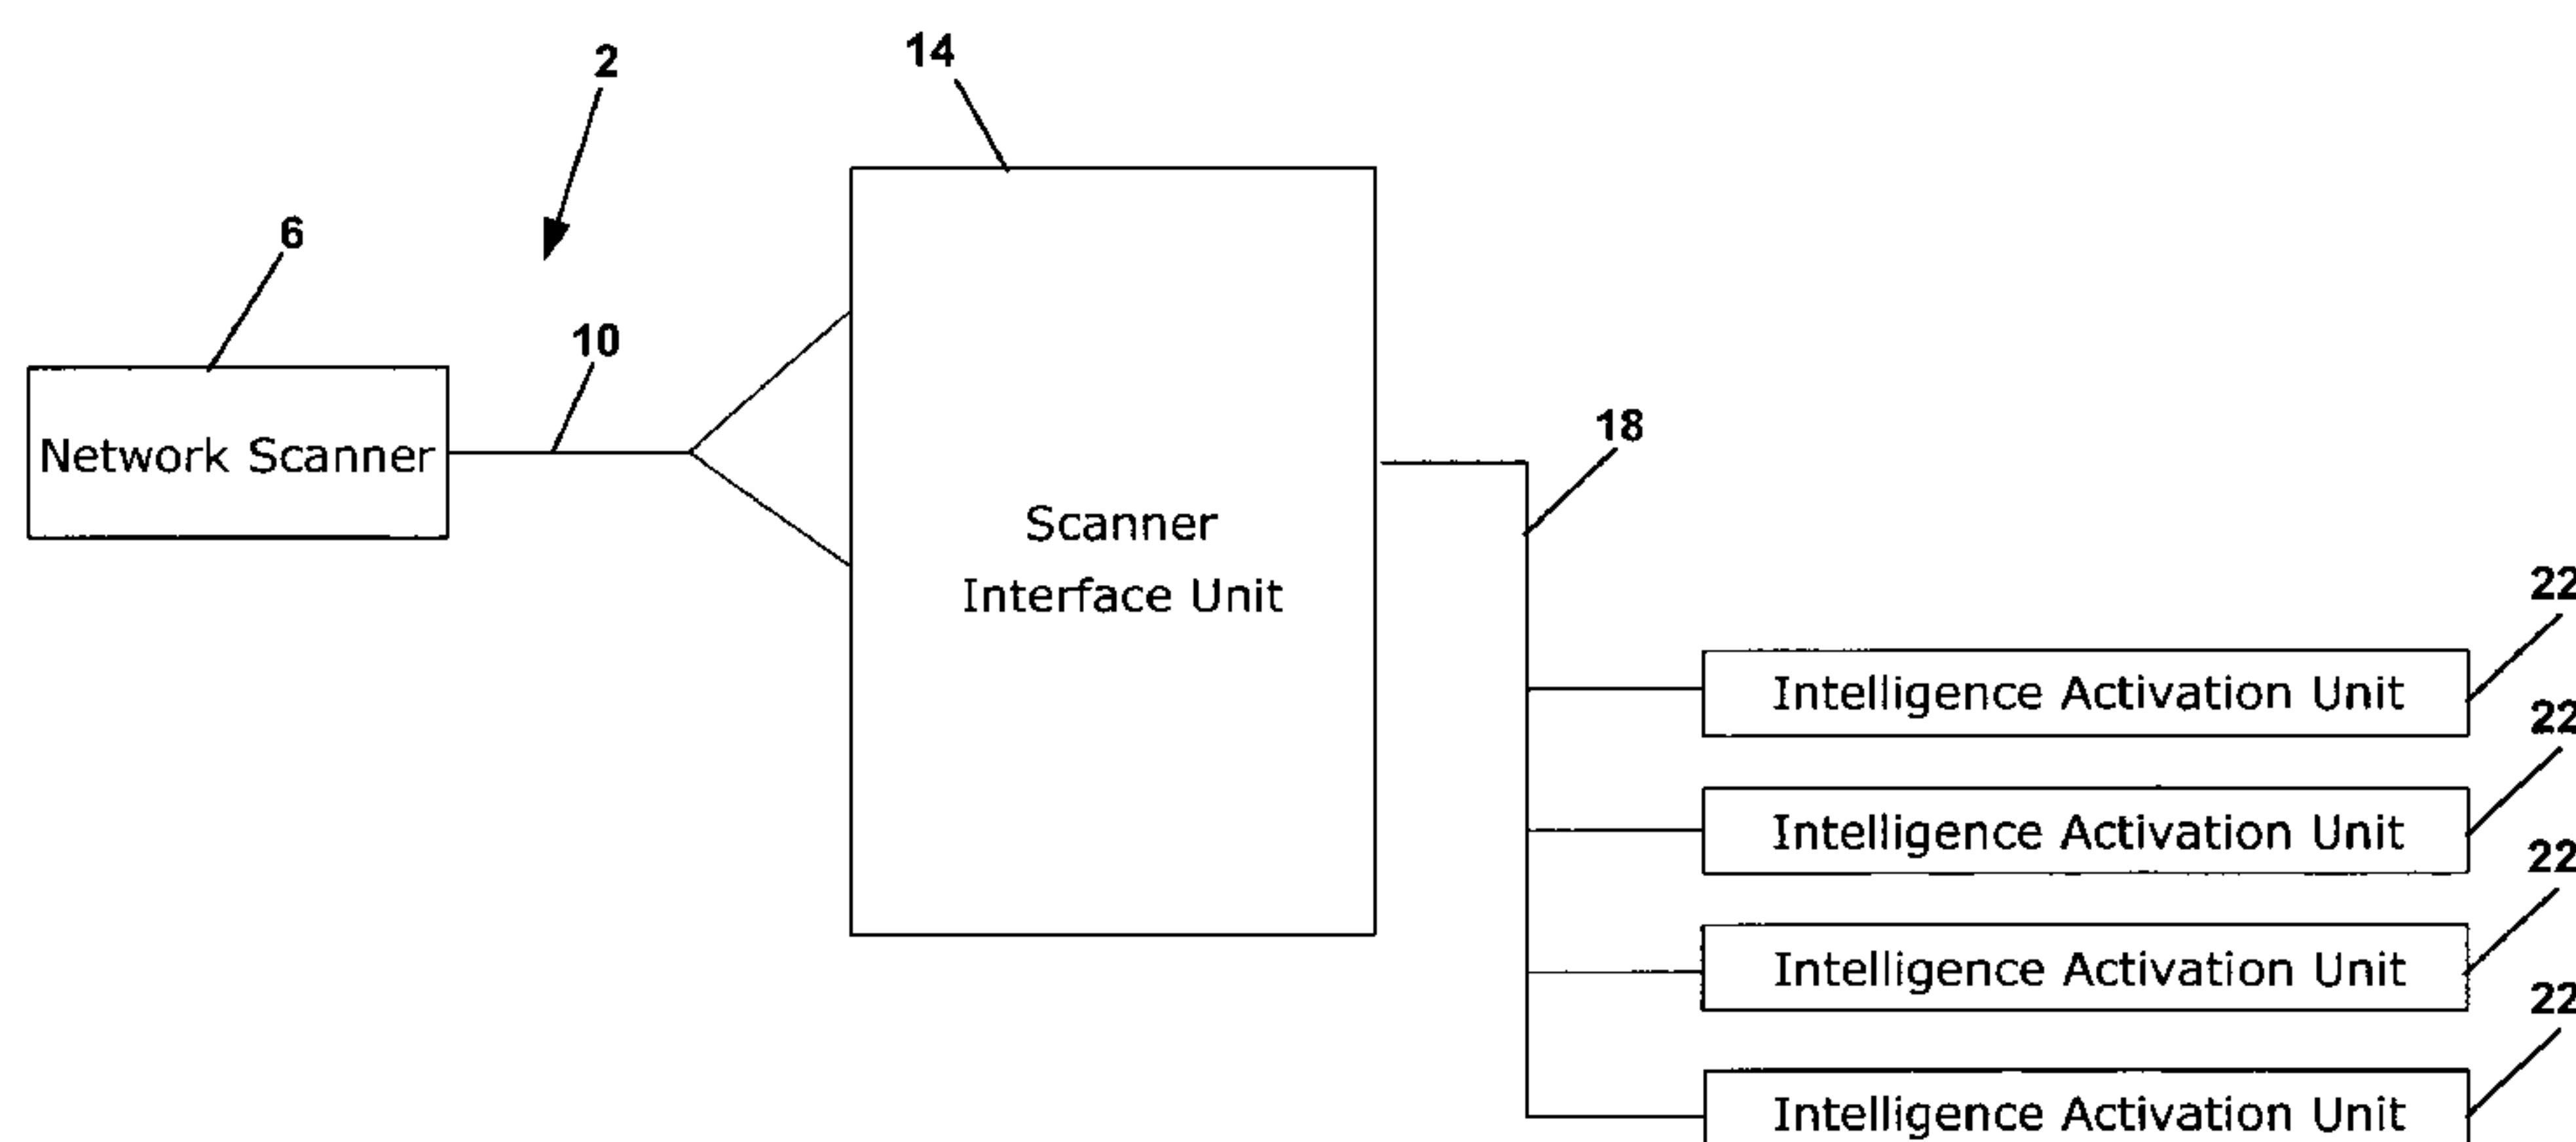 2
14
6
10
Network Scanner
18
Scanner
Interface Unit
22
Intelligence Activation Unit
22
Intelligence Activation Unit
22
Intelligence Activation Unit
22
Intelligence Activation Unit